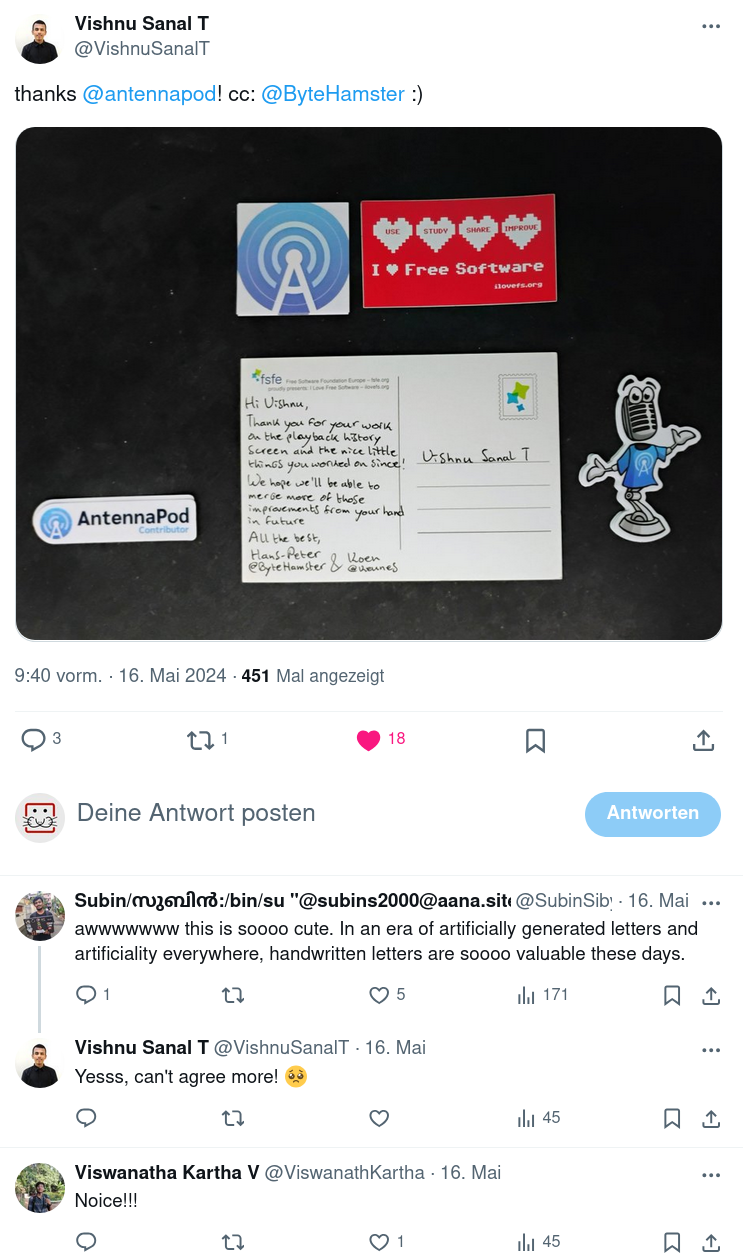 Vishnu Sanal T
@VishnuSanalT
thanks @antennapod! cc: @ByteHamster :)
USE STUDY SHARE IMPROVE
I ♥ Free Software
ilovefs.org
fsfe Free Software Foundation Europe – fsfe.org
proudly presents: I Love Free Software – ilovefs.org
Hi Vishnu,
Thank you for your work
on the playback history
screen and the nice little
things you worked on since!
We hope we'll be able to
merge more of those
improvements from your hand
in future
All the best,
Hans-Peter & Koen
@ByteHamster @keunes
Vishnu Sanal T
AntennaPod
Contributor
9:40 vorm. · 16. Mai 2024 · 451 Mal angezeigt
3 1 18
Deine Antwort posten
Antworten
Subin/സുബിൻ:/bin/su "@subins2000@aana.site @SubinSiby · 16. Mai
awwwwwww this is soooo cute. In an era of artificially generated letters and
artificiality everywhere, handwritten letters are soooo valuable these days.
1 5 171
Vishnu Sanal T @VishnuSanalT · 16. Mai
Yesss, can't agree more! 🥺
45
Viswanatha Kartha V @ViswanathKartha · 16. Mai
Noice!!!
1 45